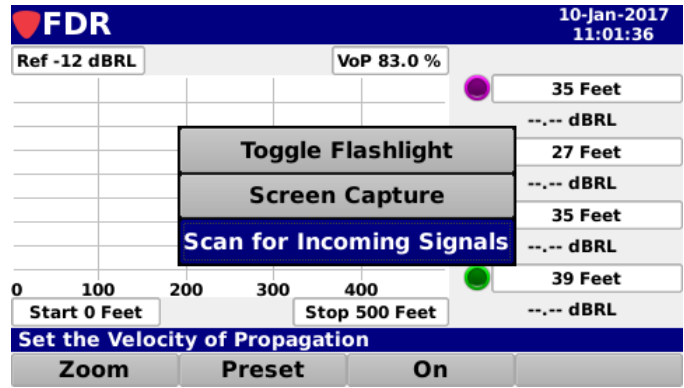 FDR
10-Jan-2017
11:01:36
Ref -12 dBRL
VoP 83.0 %
35 Feet
--.-- dBRL
27 Feet
--.-- dBRL
35 Feet
--.-- dBRL
39 Feet
--.-- dBRL
Toggle Flashlight
Screen Capture
Scan for Incoming Signals
0 100 200 300 400
Start 0 Feet
Stop 500 Feet
Set the Velocity of Propagation
Zoom Preset On